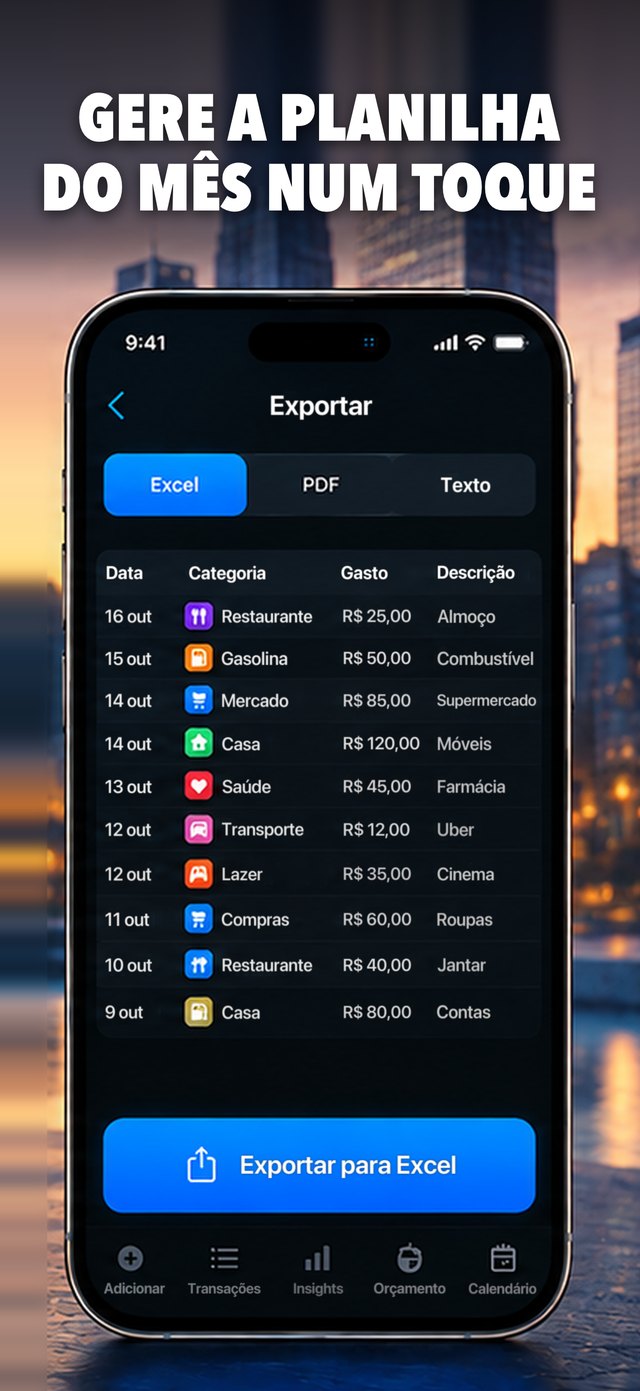 GERE A PLANILHA
DO MÊS NUM TOQUE
9:41
Exportar
Excel PDF Texto
Data Categoria Gasto Descrição
16 out Restaurante R$ 25,00 Almoço
15 out Gasolina R$ 50,00 Combustível
14 out Mercado R$ 85,00 Supermercado
14 out Casa R$ 120,00 Móveis
13 out Saúde R$ 45,00 Farmácia
12 out Transporte R$ 12,00 Uber
12 out Lazer R$ 35,00 Cinema
11 out Compras R$ 60,00 Roupas
10 out Restaurante R$ 40,00 Jantar
9 out Casa R$ 80,00 Contas
Exportar para Excel
Adicionar Transações Insights Orçamento Calendário